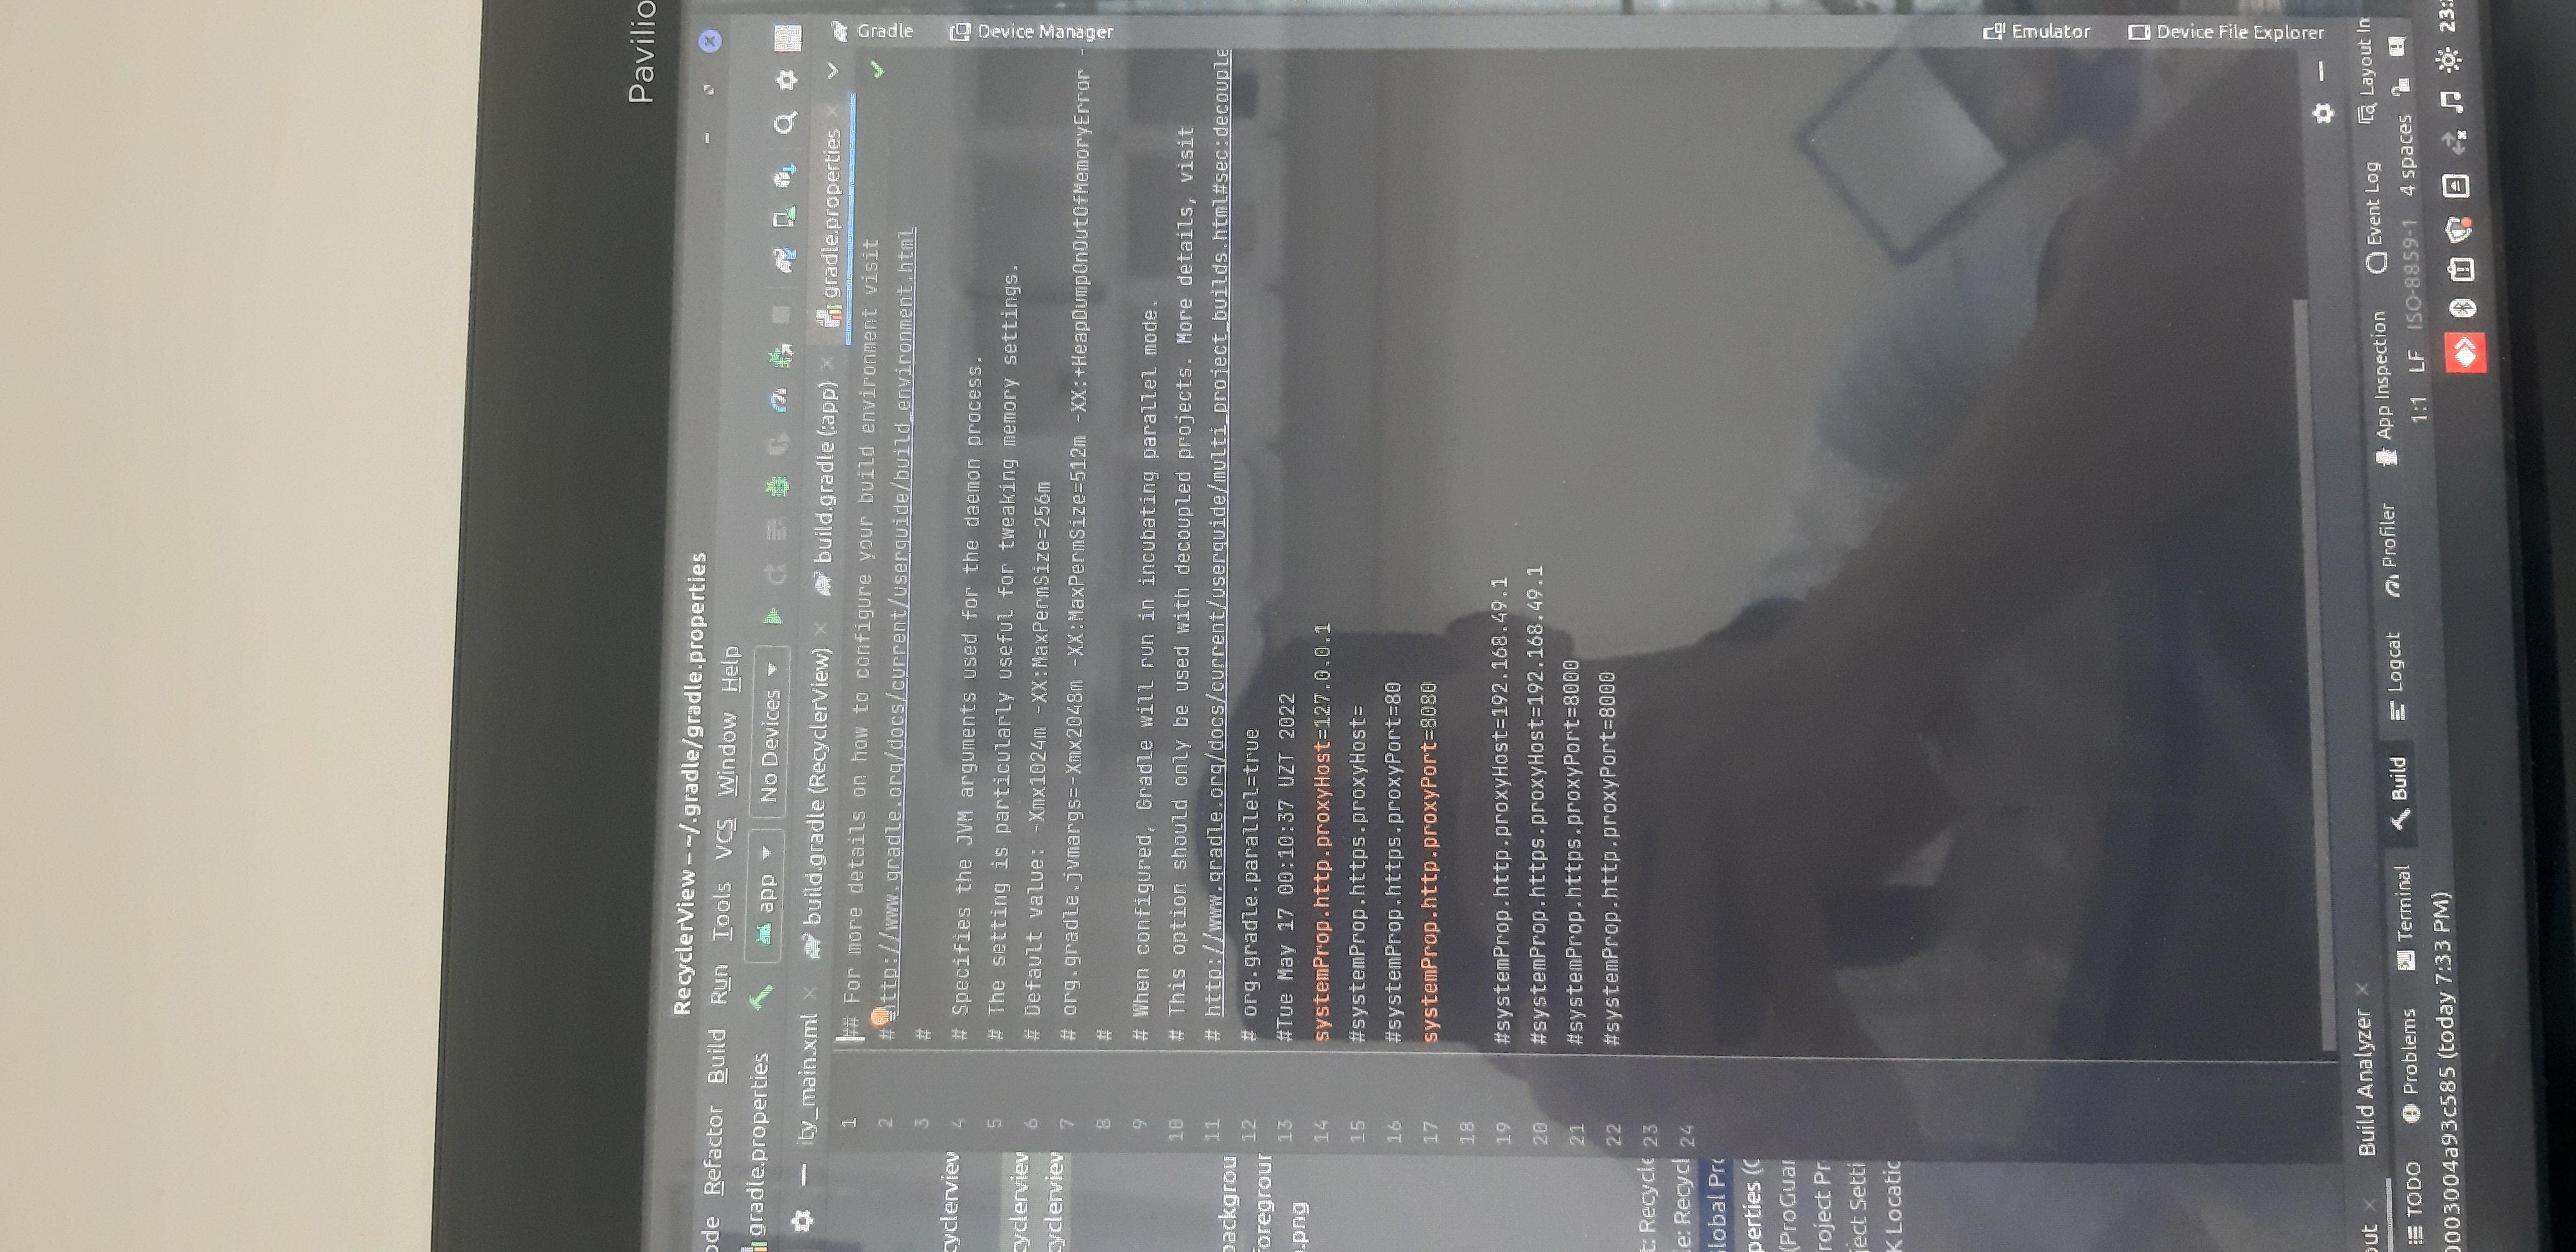 Pavilio
RecyclerView – ~/.gradle/gradle.properties
ode Refactor Build Run Tools VCS Window Help
gradle.properties app No Devices
ity_main.xml build.gradle (RecyclerView) build.gradle (:app) gradle.properties
1 ## For more details on how to configure your build environment visit
2 # http://www.gradle.org/docs/current/userguide/build_environment.html
3 #
4 # Specifies the JVM arguments used for the daemon process.
5 # The setting is particularly useful for tweaking memory settings.
6 # Default value: -Xmx1024m -XX:MaxPermSize=256m
7 # org.gradle.jvmargs=-Xmx2048m -XX:MaxPermSize=512m -XX:+HeapDumpOnOutOfMemoryError -
8 #
9 # When configured, Gradle will run in incubating parallel mode.
10 # This option should only be used with decoupled projects. More details, visit
11 # http://www.gradle.org/docs/current/userguide/multi_project_builds.html#sec:decouple
12 # org.gradle.parallel=true
13 #Tue May 17 00:10:37 UZT 2022
14 systemProp.http.proxyHost=127.0.0.1
15 #systemProp.https.proxyHost=
16 #systemProp.https.proxyPort=80
17 systemProp.http.proxyPort=8080
18
19 #systemProp.http.proxyHost=192.168.49.1
20 #systemProp.https.proxyHost=192.168.49.1
21 #systemProp.https.proxyPort=8000
22 #systemProp.http.proxyPort=8000
23
24
cyclerview
cyclerview
cyclerview
backgrou
foregroun
.png
t: Recycle
le: Recycl
Global Pro
perties (G
(ProGuar
roject Pr
ject Setti
K Locatio
Gradle
Device Manager
Emulator
Device File Explorer
out Build Analyzer
TODO Problems Terminal Build Logcat Profiler App Inspection Event Log Layout In
1:1 LF ISO-8859-1 4 spaces
0003004a93c585 (today 7:33 PM)
23: